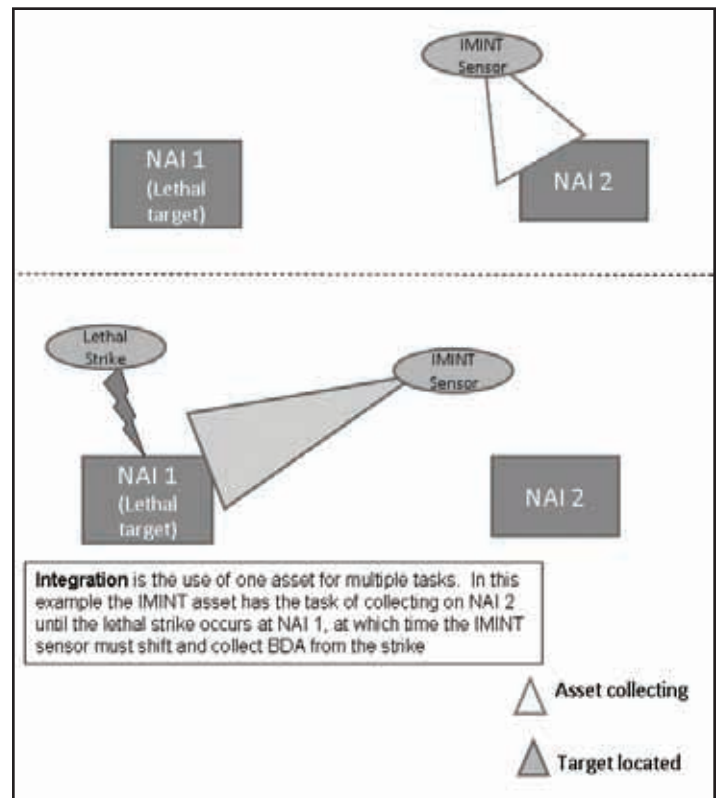 IMINT
Sensor
NAI 1
(Lethal
target)
NAI 2
Lethal
Strike
IMINT
Sensor
NAI 1
(Lethal
target)
NAI 2
Integration is the use of one asset for multiple tasks. In this
example the IMINT asset has the task of collecting on NAI 2
until the lethal strike occurs at NAI 1, at which time the IMINT
sensor must shift and collect BDA from the strike
Asset collecting
Target located